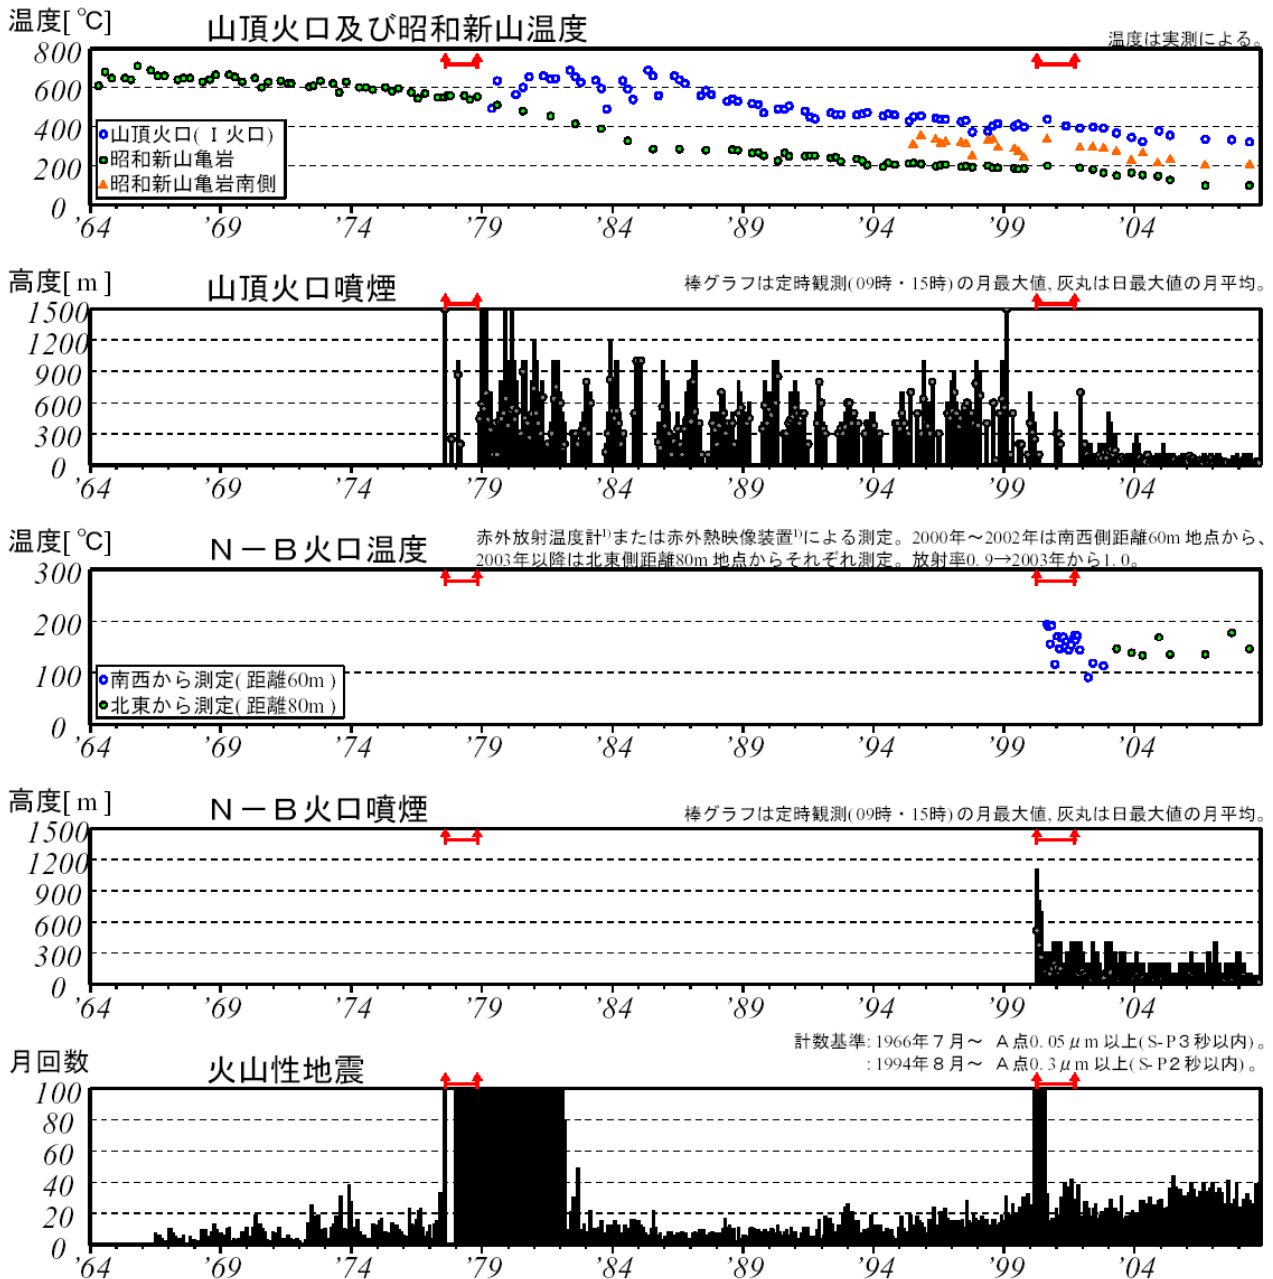 温度[℃]
山頂火口及び昭和新山温度
温度は実測による。
800
600
400
200
0
山頂火口(Ⅰ火口)
昭和新山亀岩
昭和新山亀岩南側
'64 '69 '74 '79 '84 '89 '94 '99 '04
高度[m]
山頂火口噴煙
棒グラフは定時観測(09時・15時)の月最大値,灰丸は日最大値の月平均。
1500
1200
900
600
300
0
'64 '69 '74 '79 '84 '89 '94 '99 '04
温度[℃]
N－B火口温度
赤外放射温度計¹⁾または赤外熱映像装置¹⁾による測定。2000年～2002年は南西側距離60m地点から、
2003年以降は北東側距離80m地点からそれぞれ測定。放射率0.9→2003年から1.0。
300
200
100
0
南西から測定(距離60m)
北東から測定(距離80m)
'64 '69 '74 '79 '84 '89 '94 '99 '04
高度[m]
N－B火口噴煙
棒グラフは定時観測(09時・15時)の月最大値,灰丸は日最大値の月平均。
1500
1200
900
600
300
0
'64 '69 '74 '79 '84 '89 '94 '99 '04
計数基準:1966年7月～ A点0.05μm以上(S-P3秒以内)。
:1994年8月～ A点0.3μm以上(S-P2秒以内)。
月回数
火山性地震
100
80
60
40
20
0
'64 '69 '74 '79 '84 '89 '94 '99 '04